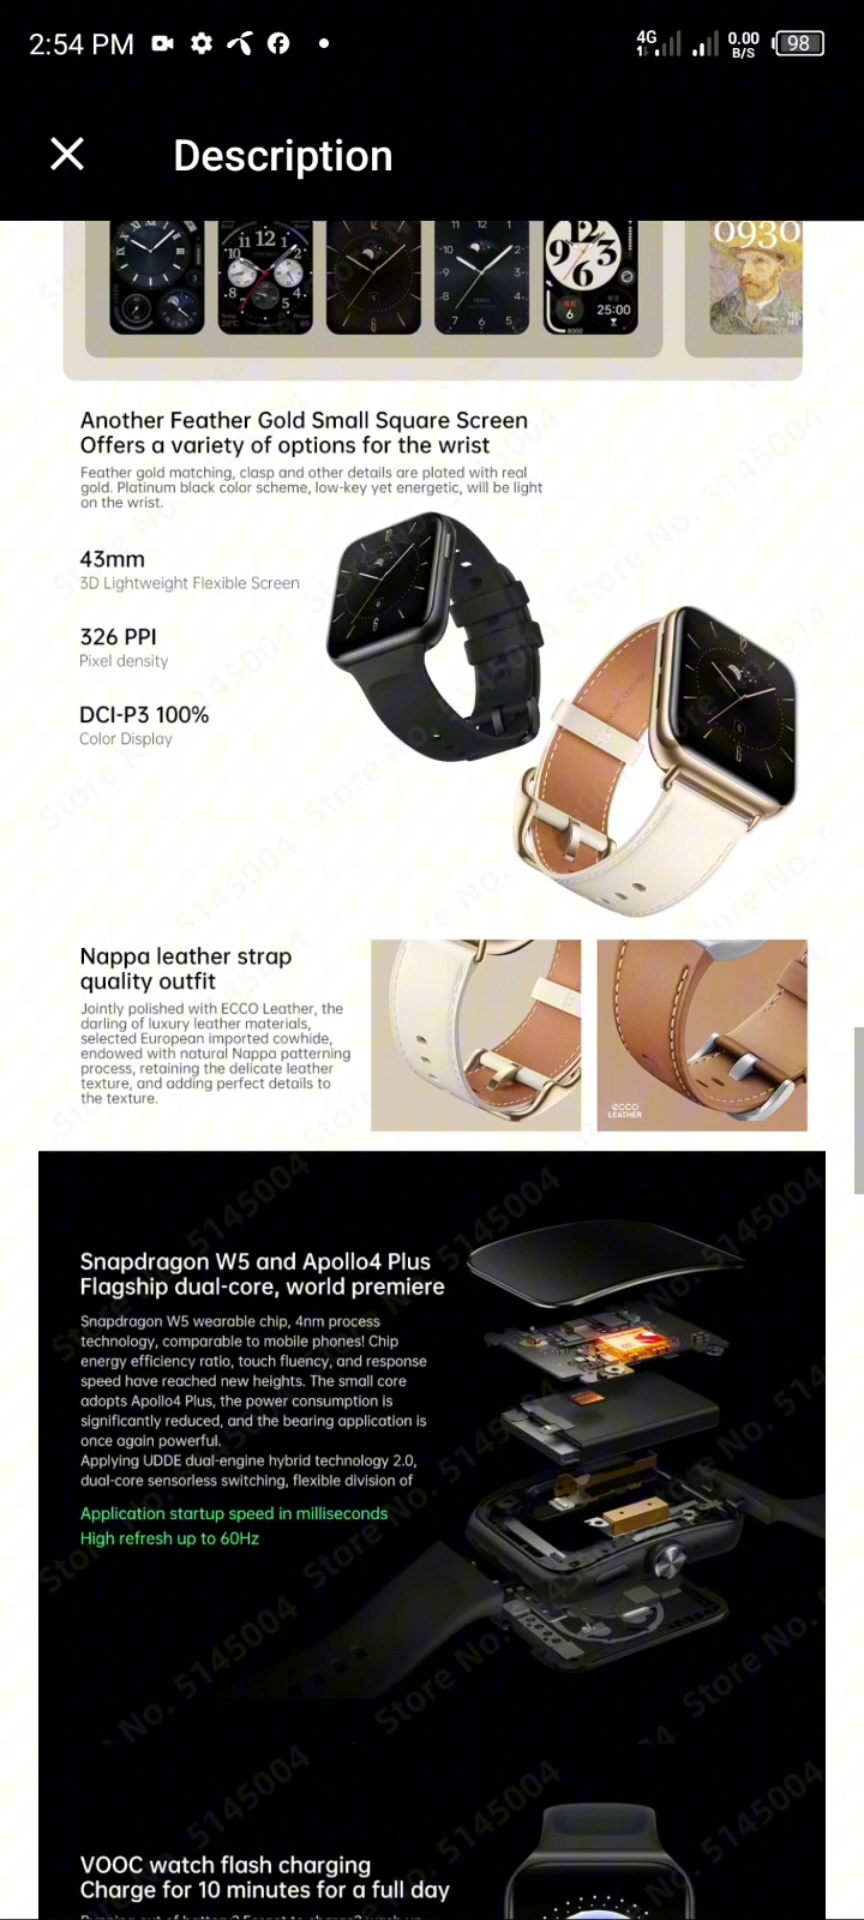 2:54 PM
4G
0.00
B/S
98
Description
0930
25:00
Another Feather Gold Small Square Screen
Offers a variety of options for the wrist
Feather gold matching, clasp and other details are plated with real
gold. Platinum black color scheme, low-key yet energetic, will be light
on the wrist.
43mm
3D Lightweight Flexible Screen
326 PPI
Pixel density
DCI-P3 100%
Color Display
Nappa leather strap
quality outfit
Jointly polished with ECCO Leather, the
darling of luxury leather materials,
selected European imported cowhide,
endowed with natural Nappa patterning
process, retaining the delicate leather
texture, and adding perfect details to
the texture.
ecco
LEATHER
Snapdragon W5 and Apollo4 Plus
Flagship dual-core, world premiere
Snapdragon W5 wearable chip, 4nm process
technology, comparable to mobile phones! Chip
energy efficiency ratio, touch fluency, and response
speed have reached new heights. The small core
adopts Apollo4 Plus, the power consumption is
significantly reduced, and the bearing application is
once again powerful.
Applying UDDE dual-engine hybrid technology 2.0,
dual-core sensorless switching, flexible division of
Application startup speed in milliseconds
High refresh up to 60Hz
VOOC watch flash charging
Charge for 10 minutes for a full day
Store No. 5145004